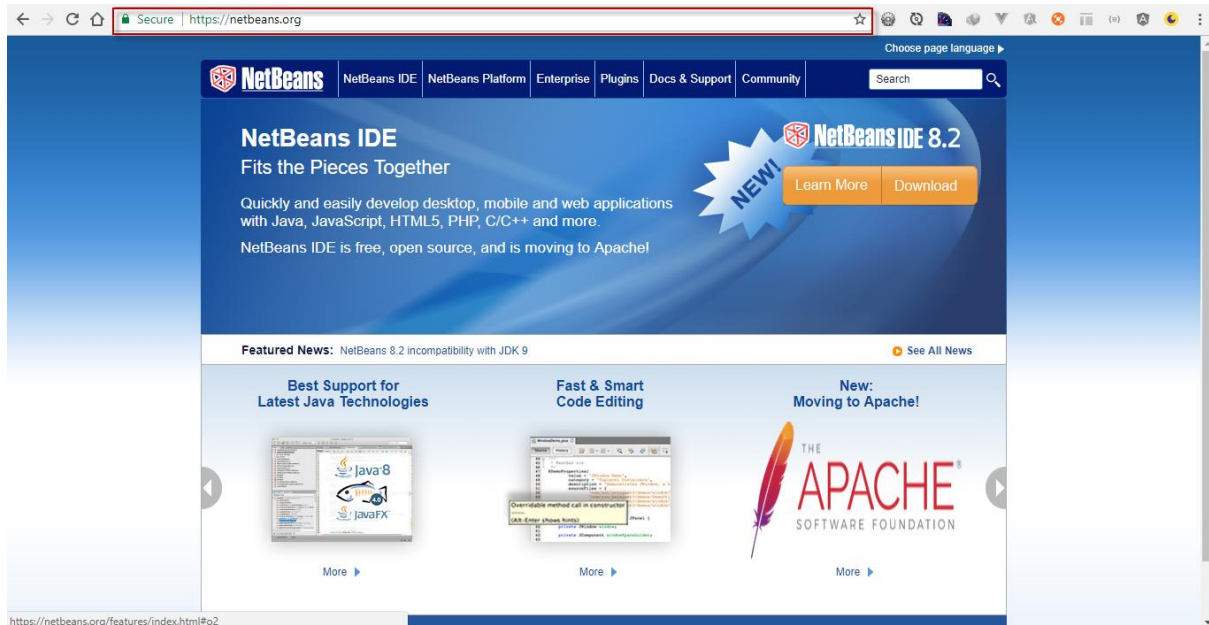 Secure | https://netbeans.org
Choose page language
NetBeans
NetBeans IDE
NetBeans Platform
Enterprise
Plugins
Docs & Support
Community
Search
NetBeans IDE
Fits the Pieces Together
Quickly and easily develop desktop, mobile and web applications
with Java, JavaScript, HTML5, PHP, C/C++ and more.
NetBeans IDE is free, open source, and is moving to Apache!
NEW!
NetBeans IDE 8.2
Learn More
Download
Featured News: NetBeans 8.2 incompatibility with JDK 9
See All News
Best Support for
Latest Java Technologies
Java 8
JavaFX
More
Fast & Smart
Code Editing
Overridable method call in constructor
(Alt-Enter shows hints)
More
New:
Moving to Apache!
THE
APACHE®
SOFTWARE FOUNDATION
More
https://netbeans.org/features/index.html#o2